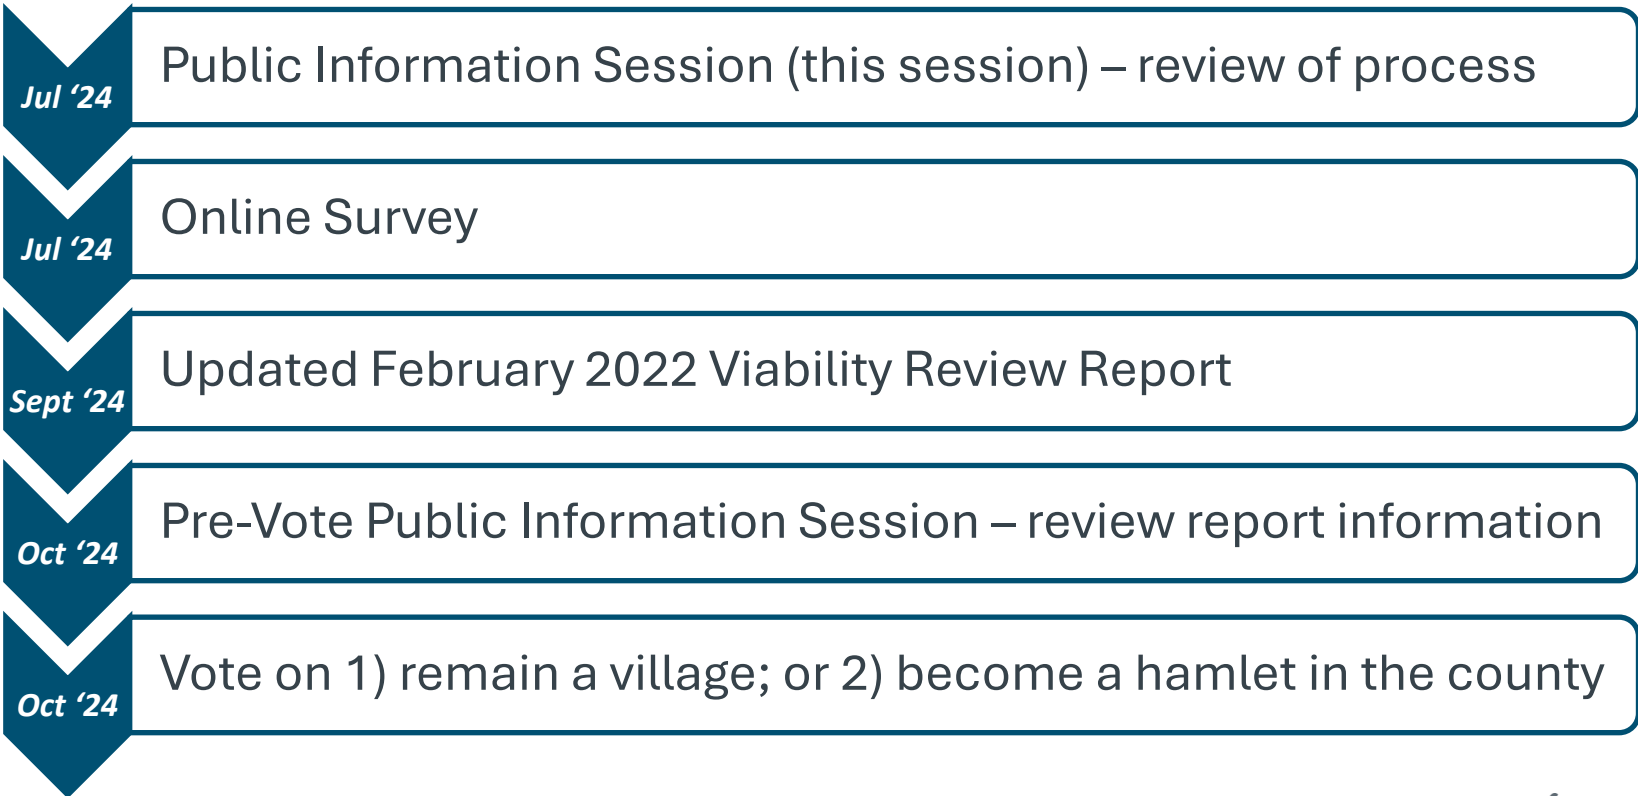 Jul ‘24
Public Information Session (this session) – review of process
Jul ‘24
Online Survey
Sept ‘24
Updated February 2022 Viability Review Report
Oct ‘24
Pre-Vote Public Information Session – review report information
Oct ‘24
Vote on 1) remain a village; or 2) become a hamlet in the county